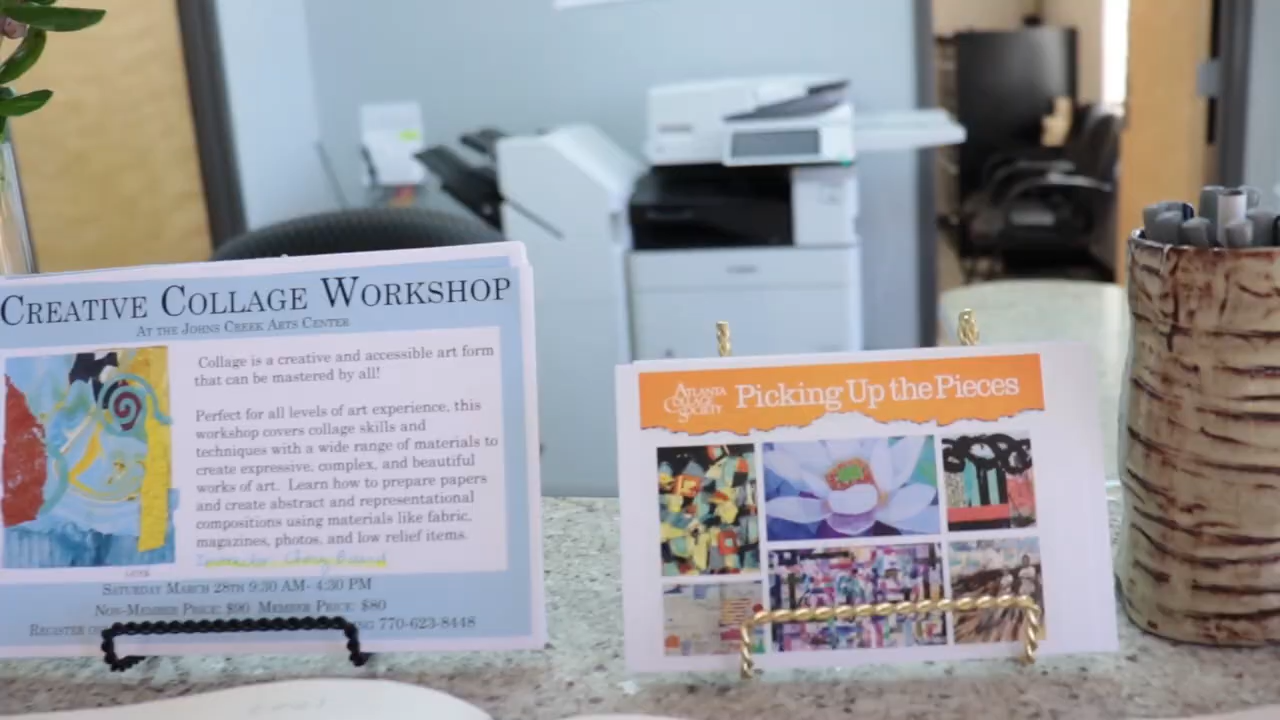 CREATIVE COLLAGE WORKSHOP
AT THE JOHNS CREEK ARTS CENTER
Collage is a creative and accessible art form
that can be mastered by all!
Perfect for all levels of art experience, this
workshop covers collage skills and
techniques with a wide range of materials to
create expressive, complex, and beautiful
works of art. Learn how to prepare papers
and create abstract and representational
compositions using materials like fabric,
magazines, photos, and low relief items.
SATURDAY MARCH 28TH 9:30 AM- 4:30 PM
NON-MEMBER PRICE: $90 MEMBER PRICE: $80
REGISTER 770-623-8448
ATLANTA
COLLAGE
SOCIETY
Picking Up the Pieces